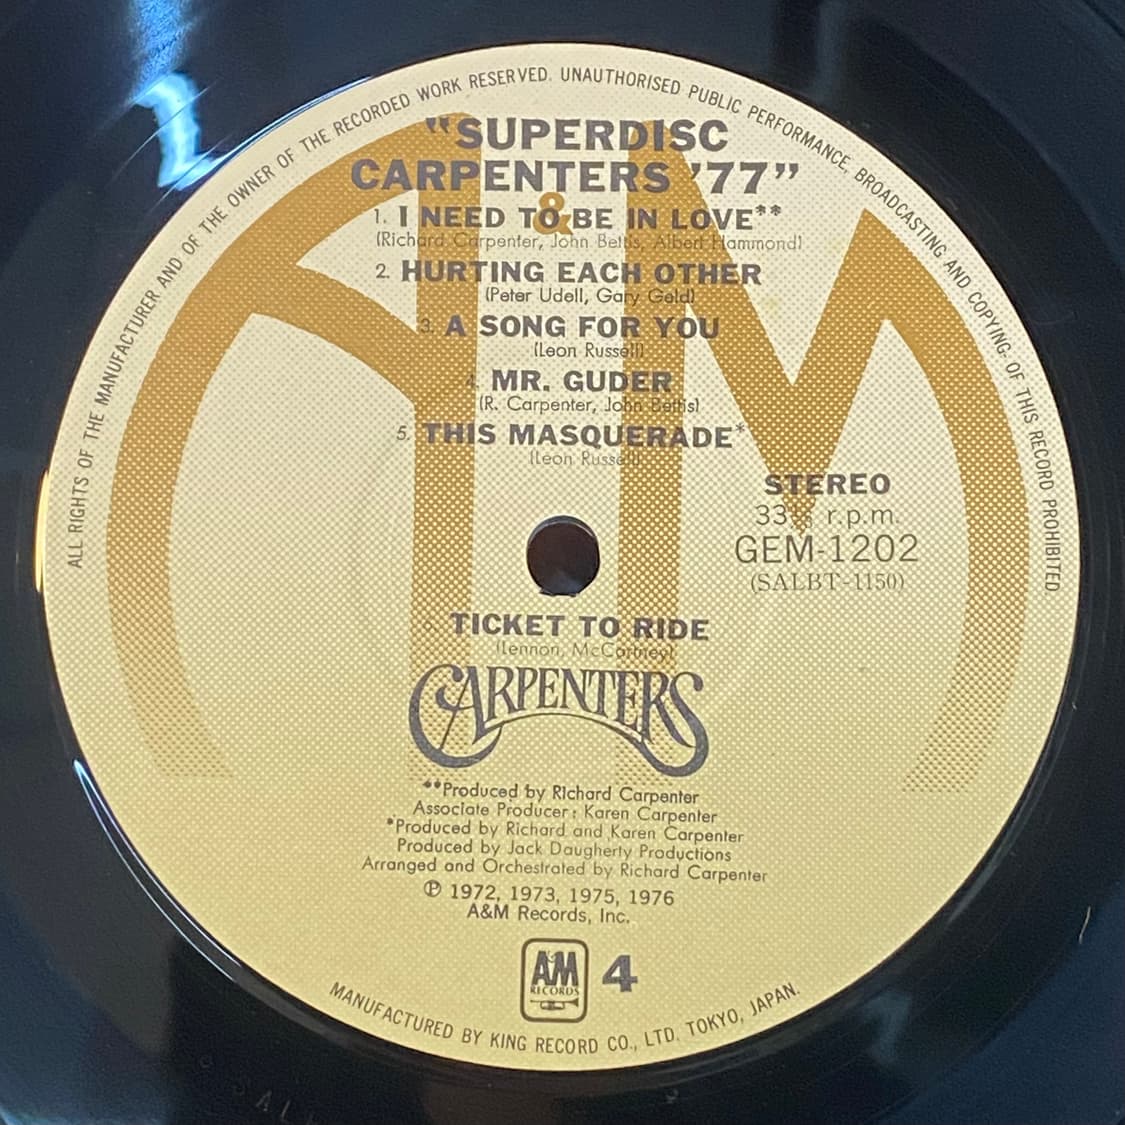 ALL RIGHTS OF THE MANUFACTURER AND OF THE OWNER OF THE RECORDED WORK RESERVED. UNAUTHORISED PUBLIC PERFORMANCE, BROADCASTING AND COPYING OF THIS RECORD PROHIBITED.
"SUPERDISC
CARPENTERS '77"
&
1. I NEED TO BE IN LOVE**
(Richard Carpenter, John Bettis, Albert Hammond)
2. HURTING EACH OTHER
(Peter Udell, Gary Geld)
3. A SONG FOR YOU
(Leon Russell)
4. MR. GUDER
(R. Carpenter, John Bettis)
5. THIS MASQUERADE*
(Leon Russell)
STEREO
33⅓ r.p.m.
GEM-1202
(SALBT-1150)
TICKET TO RIDE
(Lennon, McCartney)
CARPENTERS
**Produced by Richard Carpenter
Associate Producer: Karen Carpenter
*Produced by Richard and Karen Carpenter
Produced by Jack Daugherty Productions
Arranged and Orchestrated by Richard Carpenter
℗ 1972, 1973, 1975, 1976
A&M Records, Inc.
A&M
RECORDS
4
MANUFACTURED BY KING RECORD CO., LTD. TOKYO, JAPAN.